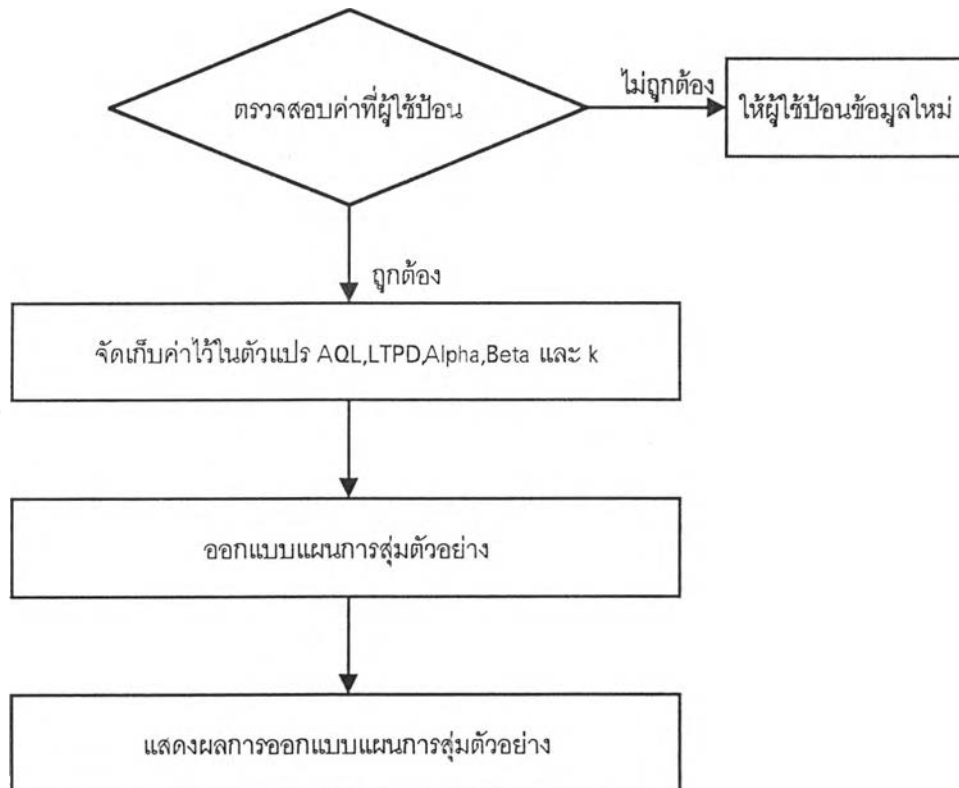 ตรวจสอบค่าที่ผู้ใช้ป้อน
ไม่ถูกต้อง
ให้ผู้ใช้ป้อนข้อมูลใหม่
ถูกต้อง
จัดเก็บค่าไว้ในตัวแปร AQL,LTPD,Alpha,Beta และ k
ออกแบบแผนการสุ่มตัวอย่าง
แสดงผลการออกแบบแผนการสุ่มตัวอย่าง